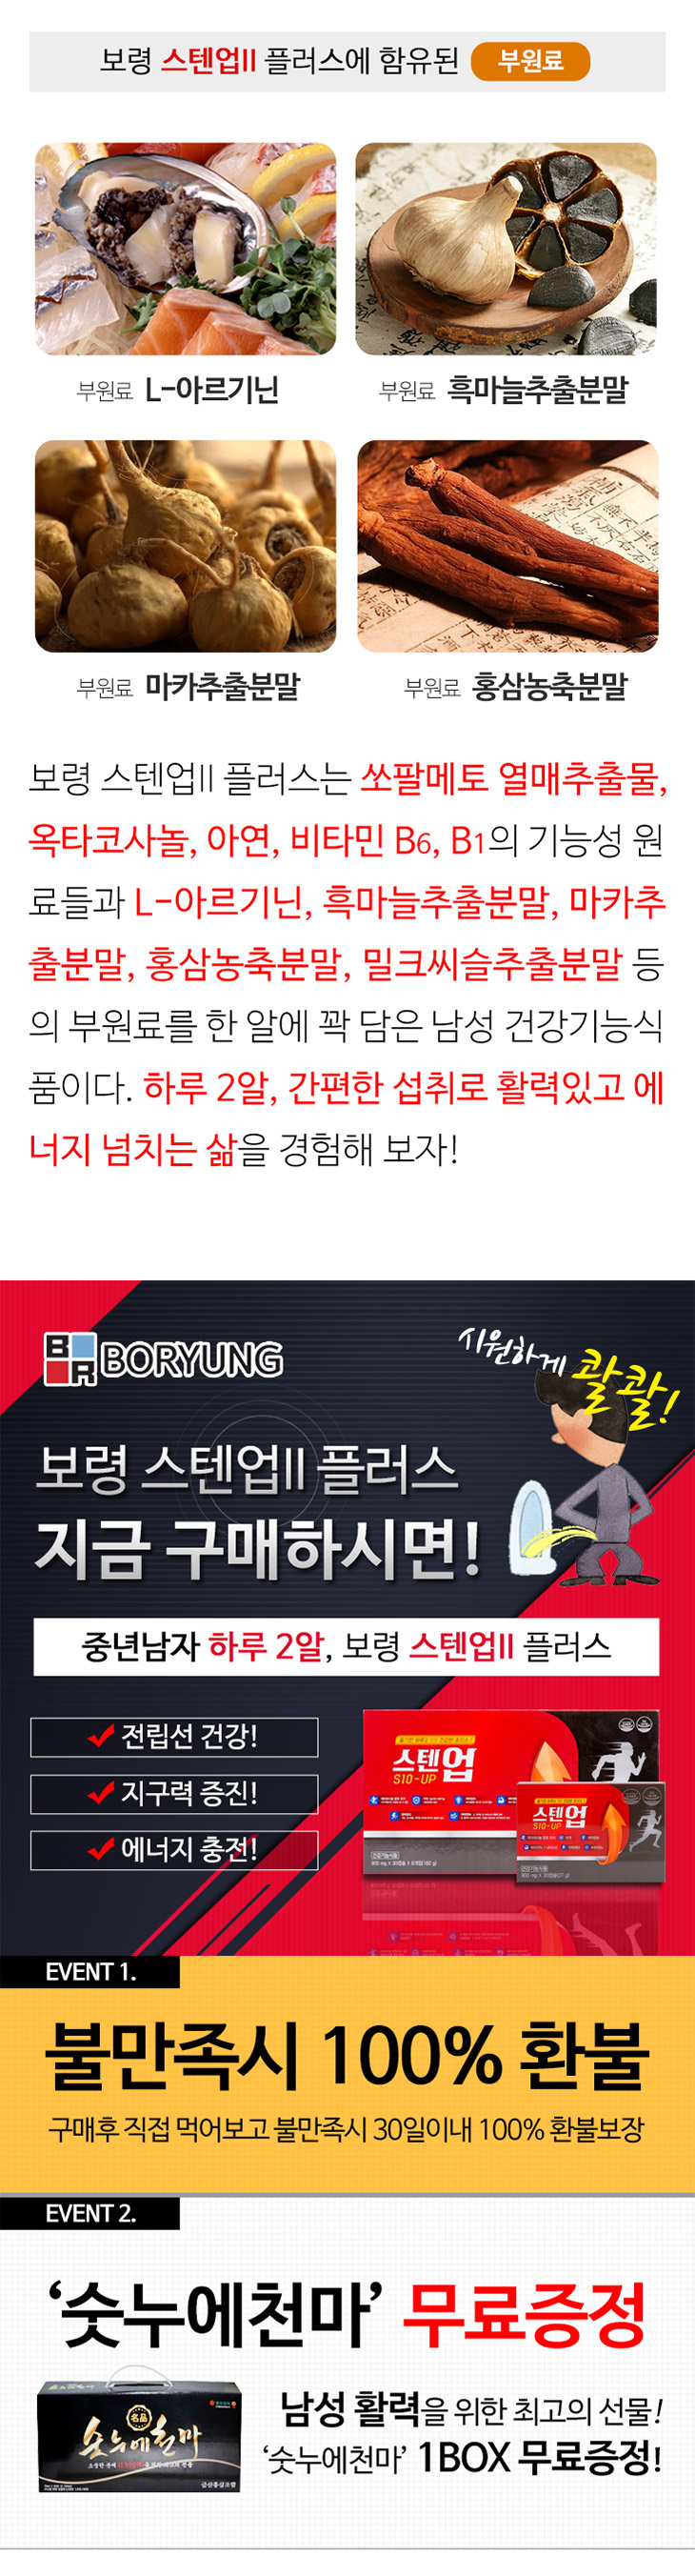 보령 스텐업II 플러스에 함유된 부원료
부원료 L-아르기닌
부원료 흑마늘추출분말
부원료 마카추출분말
부원료 홍삼농축분말
보령 스텐업II 플러스는 쏘팔메토 열매추출물,
옥타코사놀, 아연, 비타민 B6, B1의 기능성 원
료들과 L-아르기닌, 흑마늘추출분말, 마카추
출분말, 홍삼농축분말, 밀크씨슬추출분말 등
의 부원료를 한 알에 꽉 담은 남성 건강기능식
품이다. 하루 2알, 간편한 섭취로 활력있고 에
너지 넘치는 삶을 경험해 보자!
BR BORYUNG
시원하게 콸콸!
보령 스텐업II 플러스
지금 구매하시면!
중년남자 하루 2알, 보령 스텐업II 플러스
전립선 건강!
지구력 증진!
에너지 충전!
스텐업
S10-UP
스텐업
S10-UP
EVENT 1.
불만족시 100% 환불
구매후 직접 먹어보고 불만족시 30일이내 100% 환불보장
EVENT 2.
‘숫누에천마’ 무료증정
名品
숫누에천마
남성 활력을 위한 최고의 선물!
‘숫누에천마’ 1BOX 무료증정!